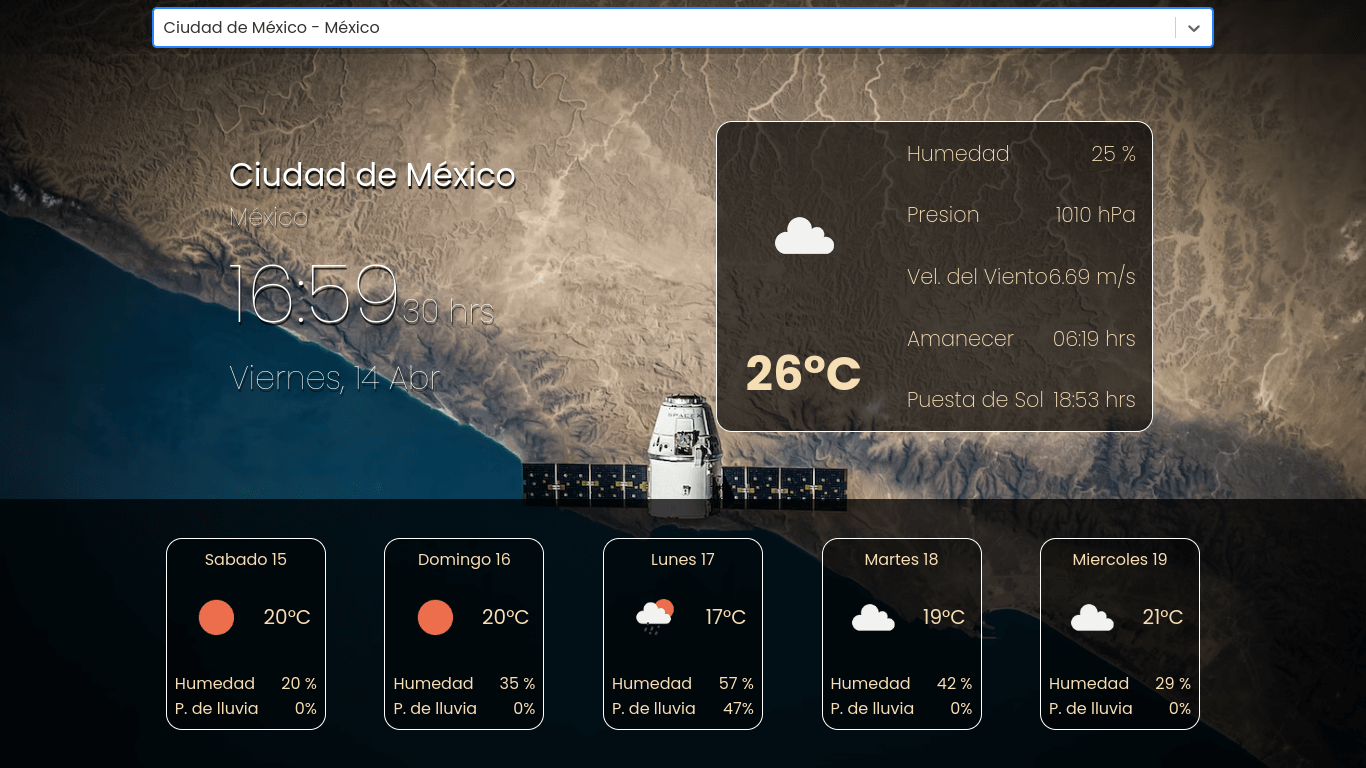 Ciudad de México - México
Ciudad de México
México
16:59 30 hrs
Viernes, 14 Abr
Humedad 25 %
Presion 1010 hPa
Vel. del Viento 6.69 m/s
26°C
Amanecer 06:19 hrs
Puesta de Sol 18:53 hrs
SPACEX
Sabado 15
20°C
Humedad 20 %
P. de lluvia 0%
Domingo 16
20°C
Humedad 35 %
P. de lluvia 0%
Lunes 17
17°C
Humedad 57 %
P. de lluvia 47%
Martes 18
19°C
Humedad 42 %
P. de lluvia 0%
Miercoles 19
21°C
Humedad 29 %
P. de lluvia 0%